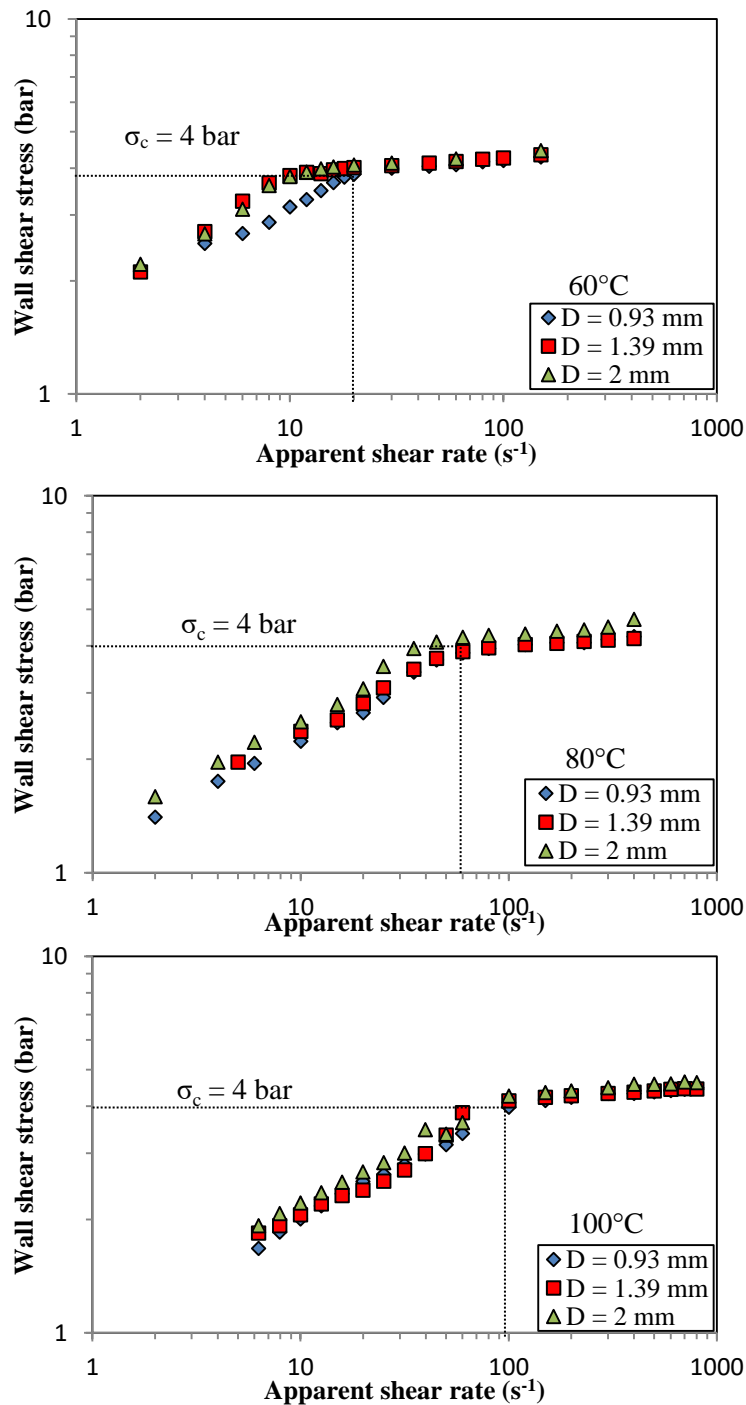 10
Wall shear stress (bar)
σc = 4 bar
60°C
D = 0.93 mm
D = 1.39 mm
D = 2 mm
1
1 10 100 1000
Apparent shear rate (s-1)
10
Wall shear stress (bar)
σc = 4 bar
80°C
D = 0.93 mm
D = 1.39 mm
D = 2 mm
1
1 10 100 1000
Apparent shear rate (s-1)
10
Wall shear stress (bar)
σc = 4 bar
100°C
D = 0.93 mm
D = 1.39 mm
D = 2 mm
1
1 10 100 1000
Apparent shear rate (s-1)